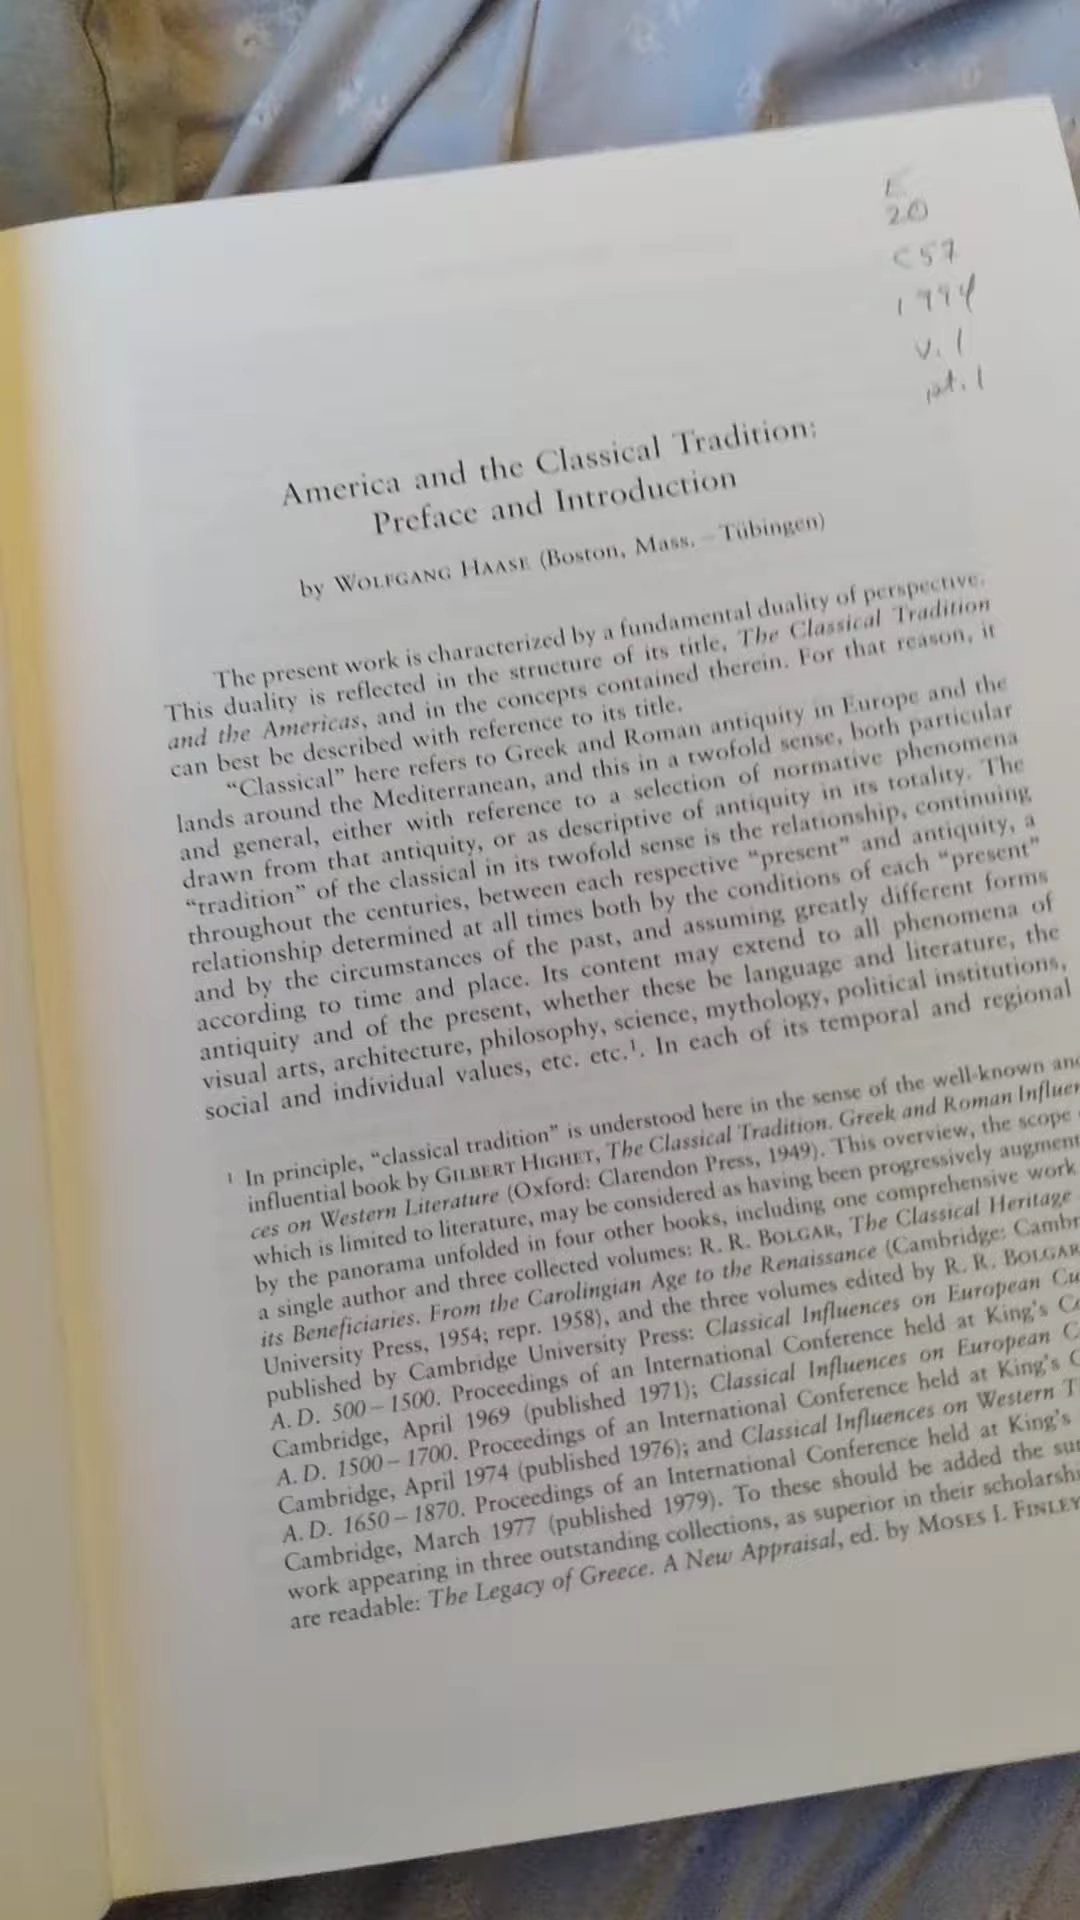 E
20
C57
1994
v. 1
pt. 1
America and the Classical Tradition:
Preface and Introduction
by WOLFGANG HAASE (Boston, Mass. – Tübingen)
The present work is characterized by a fundamental duality of perspective.
This duality is reflected in the structure of its title, The Classical Tradition
and the Americas, and in the concepts contained therein. For that reason, it
can best be described with reference to its title.
“Classical” here refers to Greek and Roman antiquity in Europe and the
lands around the Mediterranean, and this in a twofold sense, both particular
and general, either with reference to a selection of normative phenomena
drawn from that antiquity, or as descriptive of antiquity in its totality. The
“tradition” of the classical in its twofold sense is the relationship, continuing
throughout the centuries, between each respective “present” and antiquity, a
relationship determined at all times both by the conditions of each “present”
and by the circumstances of the past, and assuming greatly different forms
according to time and place. Its content may extend to all phenomena of
antiquity and of the present, whether these be language and literature, the
visual arts, architecture, philosophy, science, mythology, political institutions,
social and individual values, etc. etc.¹. In each of its temporal and regional
¹ In principle, “classical tradition” is understood here in the sense of the well-known and
influential book by GILBERT HIGHET, The Classical Tradition. Greek and Roman Influen
ces on Western Literature (Oxford: Clarendon Press, 1949). This overview, the scope
which is limited to literature, may be considered as having been progressively augment
by the panorama unfolded in four other books, including one comprehensive work
a single author and three collected volumes: R. R. BOLGAR, The Classical Heritage
its Beneficiaries. From the Carolingian Age to the Renaissance (Cambridge: Cambr
University Press, 1954; repr. 1958), and the three volumes edited by R. R. BOLGAR
published by Cambridge University Press: Classical Influences on European Cu
A. D. 500 – 1500. Proceedings of an International Conference held at King's Co
Cambridge, April 1969 (published 1971); Classical Influences on European C
A. D. 1500 – 1700. Proceedings of an International Conference held at King's C
Cambridge, April 1974 (published 1976); and Classical Influences on Western T
A. D. 1650 – 1870. Proceedings of an International Conference held at King's
Cambridge, March 1977 (published 1979). To these should be added the sur
work appearing in three outstanding collections, as superior in their scholarshi
are readable: The Legacy of Greece. A New Appraisal, ed. by MOSES I. FINLEY